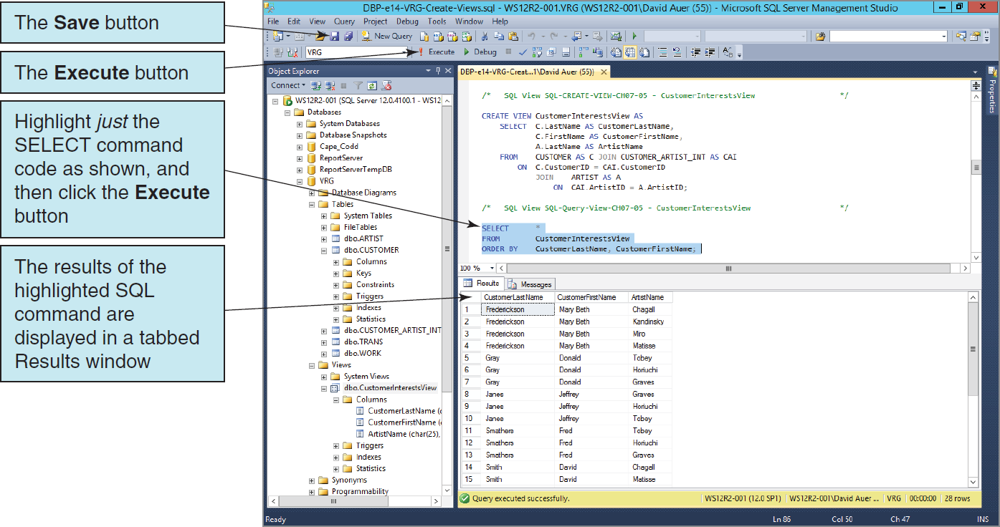 The Save button
The Execute button
Highlight just the
SELECT command
code as shown, and
then click the Execute
button
The results of the
highlighted SQL
command are
displayed in a tabbed
Results window
DBP-e14-VRG-Create-Views.sql - WS12R2-001.VRG (WS12R2-001\David Auer (55)) - Microsoft SQL Server Management Studio
File Edit View Query Project Debug Tools Window Help
New Query
VRG Execute Debug
Object Explorer
Connect
WS12R2-001 (SQL Server 12.0.4100.1 - WS12
Databases
System Databases
Database Snapshots
Cape_Codd
ReportServer
ReportServerTempDB
VRG
Database Diagrams
Tables
System Tables
FileTables
dbo.ARTIST
dbo.CUSTOMER
Columns
Keys
Constraints
Triggers
Indexes
Statistics
dbo.CUSTOMER_ARTIST_INT
dbo.TRANS
dbo.WORK
Views
System Views
dbo.CustomerInterestsView
Columns
CustomerLastName (c
CustomerFirstName (
ArtistName (char(25),
Triggers
Indexes
Statistics
Synonyms
Programmability
DBP-e14-VRG-Creat...1\David Auer (55))
/* SQL View SQL-CREATE-VIEW-CH07-05 - CustomerInterestsView */
CREATE VIEW CustomerInterestsView AS
SELECT C.LastName AS CustomerLastName,
C.FirstName AS CustomerFirstName,
A.LastName AS ArtistName
FROM CUSTOMER AS C JOIN CUSTOMER_ARTIST_INT AS CAI
ON C.CustomerID = CAI.CustomerID
JOIN ARTIST AS A
ON CAI.ArtistID = A.ArtistID;
/* SQL View SQL-Query-View-CH07-05 - CustomerInterestsView */
SELECT *
FROM CustomerInterestsView
ORDER BY CustomerLastName, CustomerFirstName;
100 %
Results Messages
CustomerLastName CustomerFirstName ArtistName
1 Frederickson Mary Beth Chagall
2 Frederickson Mary Beth Kandinsky
3 Frederickson Mary Beth Miro
4 Frederickson Mary Beth Matisse
5 Gray Donald Tobey
6 Gray Donald Horiuchi
7 Gray Donald Graves
8 Janes Jeffrey Graves
9 Janes Jeffrey Horiuchi
10 Janes Jeffrey Tobey
11 Smathers Fred Tobey
12 Smathers Fred Horiuchi
13 Smathers Fred Graves
14 Smith David Chagall
15 Smith David Matisse
Query executed successfully. WS12R2-001 (12.0 SP1) WS12R2-001\David Auer ... VRG 00:00:00 28 rows
Properties
Ready Ln 86 Col 50 Ch 47 INS